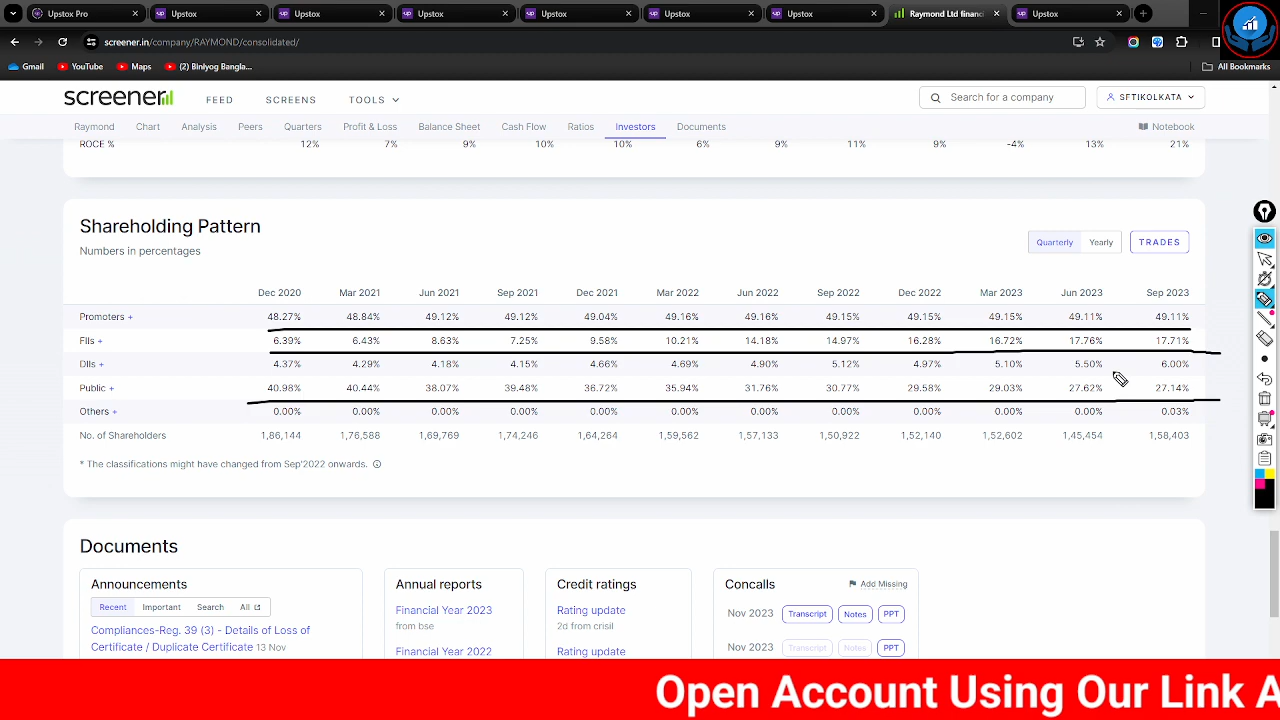 Upstox Pro Upstox Upstox Upstox Upstox Upstox Upstox Raymond Ltd financ Upstox
screener.in/company/RAYMOND/consolidated/
Gmail YouTube Maps (2) Biniyog Bangla... All Bookmarks
screener FEED SCREENS TOOLS Search for a company SFTIKOLKATA
Raymond Chart Analysis Peers Quarters Profit & Loss Balance Sheet Cash Flow Ratios Investors Documents Notebook
ROCE % 12% 7% 9% 10% 10% 6% 9% 11% 9% -4% 13% 21%
Shareholding Pattern
Numbers in percentages
Quarterly Yearly TRADES
Dec 2020 Mar 2021 Jun 2021 Sep 2021 Dec 2021 Mar 2022 Jun 2022 Sep 2022 Dec 2022 Mar 2023 Jun 2023 Sep 2023
Promoters + 48.27% 48.84% 49.12% 49.12% 49.04% 49.16% 49.16% 49.15% 49.15% 49.15% 49.11% 49.11%
FIIs + 6.39% 6.43% 8.63% 7.25% 9.58% 10.21% 14.18% 14.97% 16.28% 16.72% 17.76% 17.71%
DIIs + 4.37% 4.29% 4.18% 4.15% 4.66% 4.69% 4.90% 5.12% 4.97% 5.10% 5.50% 6.00%
Public + 40.98% 40.44% 38.07% 39.48% 36.72% 35.94% 31.76% 30.77% 29.58% 29.03% 27.62% 27.14%
Others + 0.00% 0.00% 0.00% 0.00% 0.00% 0.00% 0.00% 0.00% 0.00% 0.00% 0.00% 0.03%
No. of Shareholders 1,86,144 1,76,588 1,69,769 1,74,246 1,64,264 1,59,562 1,57,133 1,50,922 1,52,140 1,52,602 1,45,454 1,58,403
* The classifications might have changed from Sep'2022 onwards.
Documents
Announcements
Recent Important Search All
Compliances-Reg. 39 (3) - Details of Loss of
Certificate / Duplicate Certificate 13 Nov
Annual reports
Financial Year 2023
from bse
Financial Year 2022
Credit ratings
Rating update
2d from crisil
Rating update
Concalls Add Missing
Nov 2023 Transcript Notes PPT
Nov 2023 Transcript Notes PPT
Open Account Using Our Link A